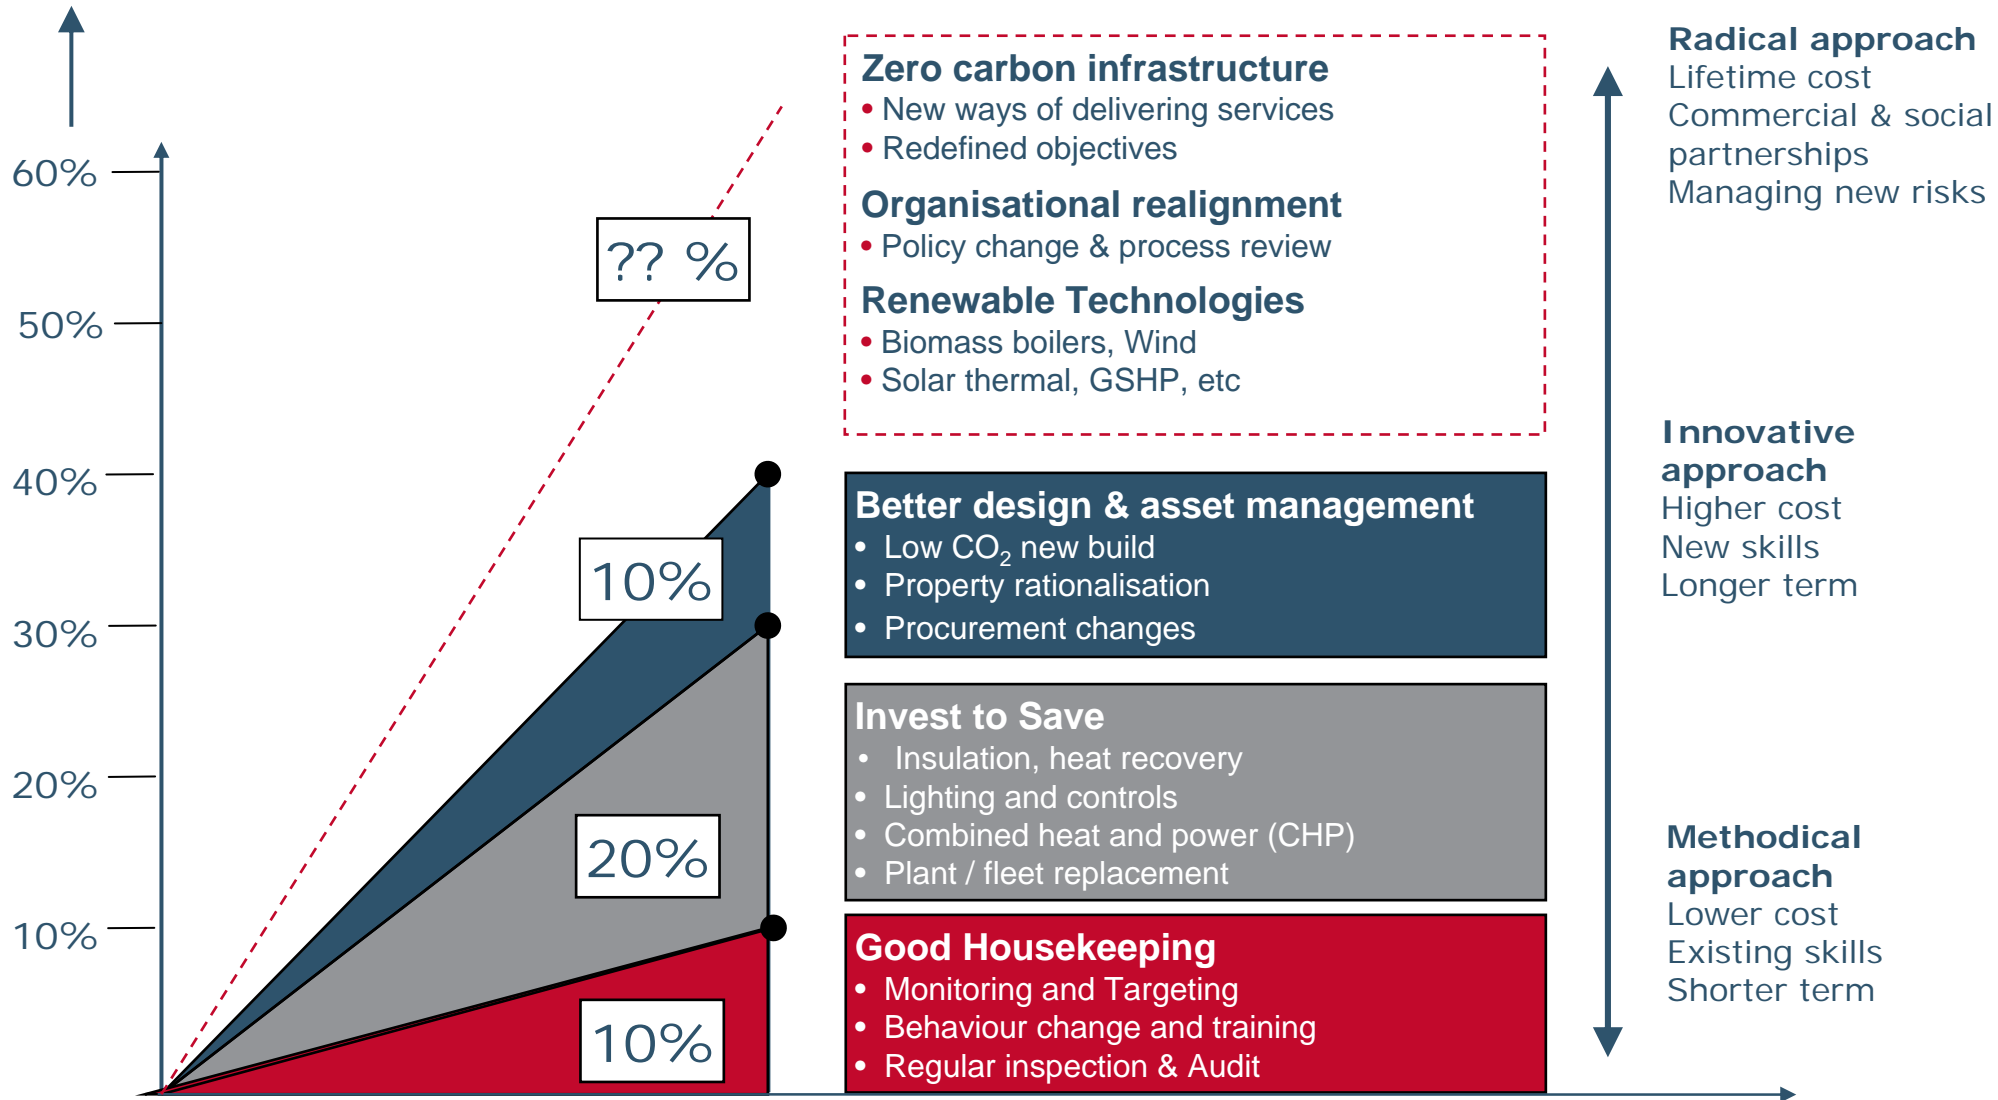 60%
50%
40%
30%
20%
10%
?? %
10%
20%
10%
Zero carbon infrastructure
• New ways of delivering services
• Redefined objectives
Organisational realignment
• Policy change & process review
Renewable Technologies
• Biomass boilers, Wind
• Solar thermal, GSHP, etc
Better design & asset management
• Low CO₂ new build
• Property rationalisation
• Procurement changes
Invest to Save
• Insulation, heat recovery
• Lighting and controls
• Combined heat and power (CHP)
• Plant / fleet replacement
Good Housekeeping
• Monitoring and Targeting
• Behaviour change and training
• Regular inspection & Audit
Radical approach
Lifetime cost
Commercial & social
partnerships
Managing new risks
Innovative
approach
Higher cost
New skills
Longer term
Methodical
approach
Lower cost
Existing skills
Shorter term